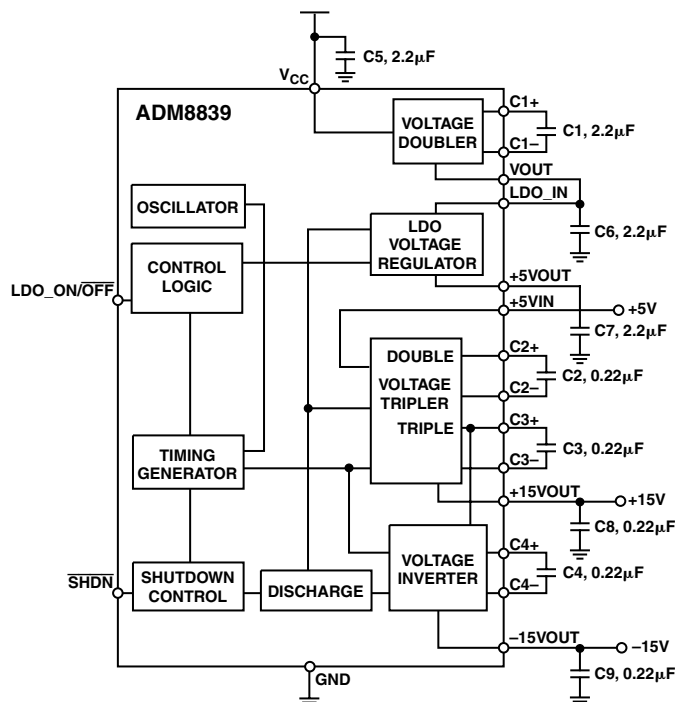 C5, 2.2µF
VCC
ADM8839
VOLTAGE
DOUBLER
C1+
C1–
C1, 2.2µF
VOUT
LDO_IN
OSCILLATOR
LDO
VOLTAGE
REGULATOR
C6, 2.2µF
CONTROL
LOGIC
LDO_ON/OFF
+5VOUT
+5VIN
+5V
C7, 2.2µF
DOUBLE
VOLTAGE
TRIPLER
TRIPLE
C2+
C2–
C2, 0.22µF
C3+
C3–
C3, 0.22µF
TIMING
GENERATOR
+15VOUT
+15V
C8, 0.22µF
SHDN
SHUTDOWN
CONTROL
DISCHARGE
VOLTAGE
INVERTER
C4+
C4–
C4, 0.22µF
–15VOUT
–15V
C9, 0.22µF
GND